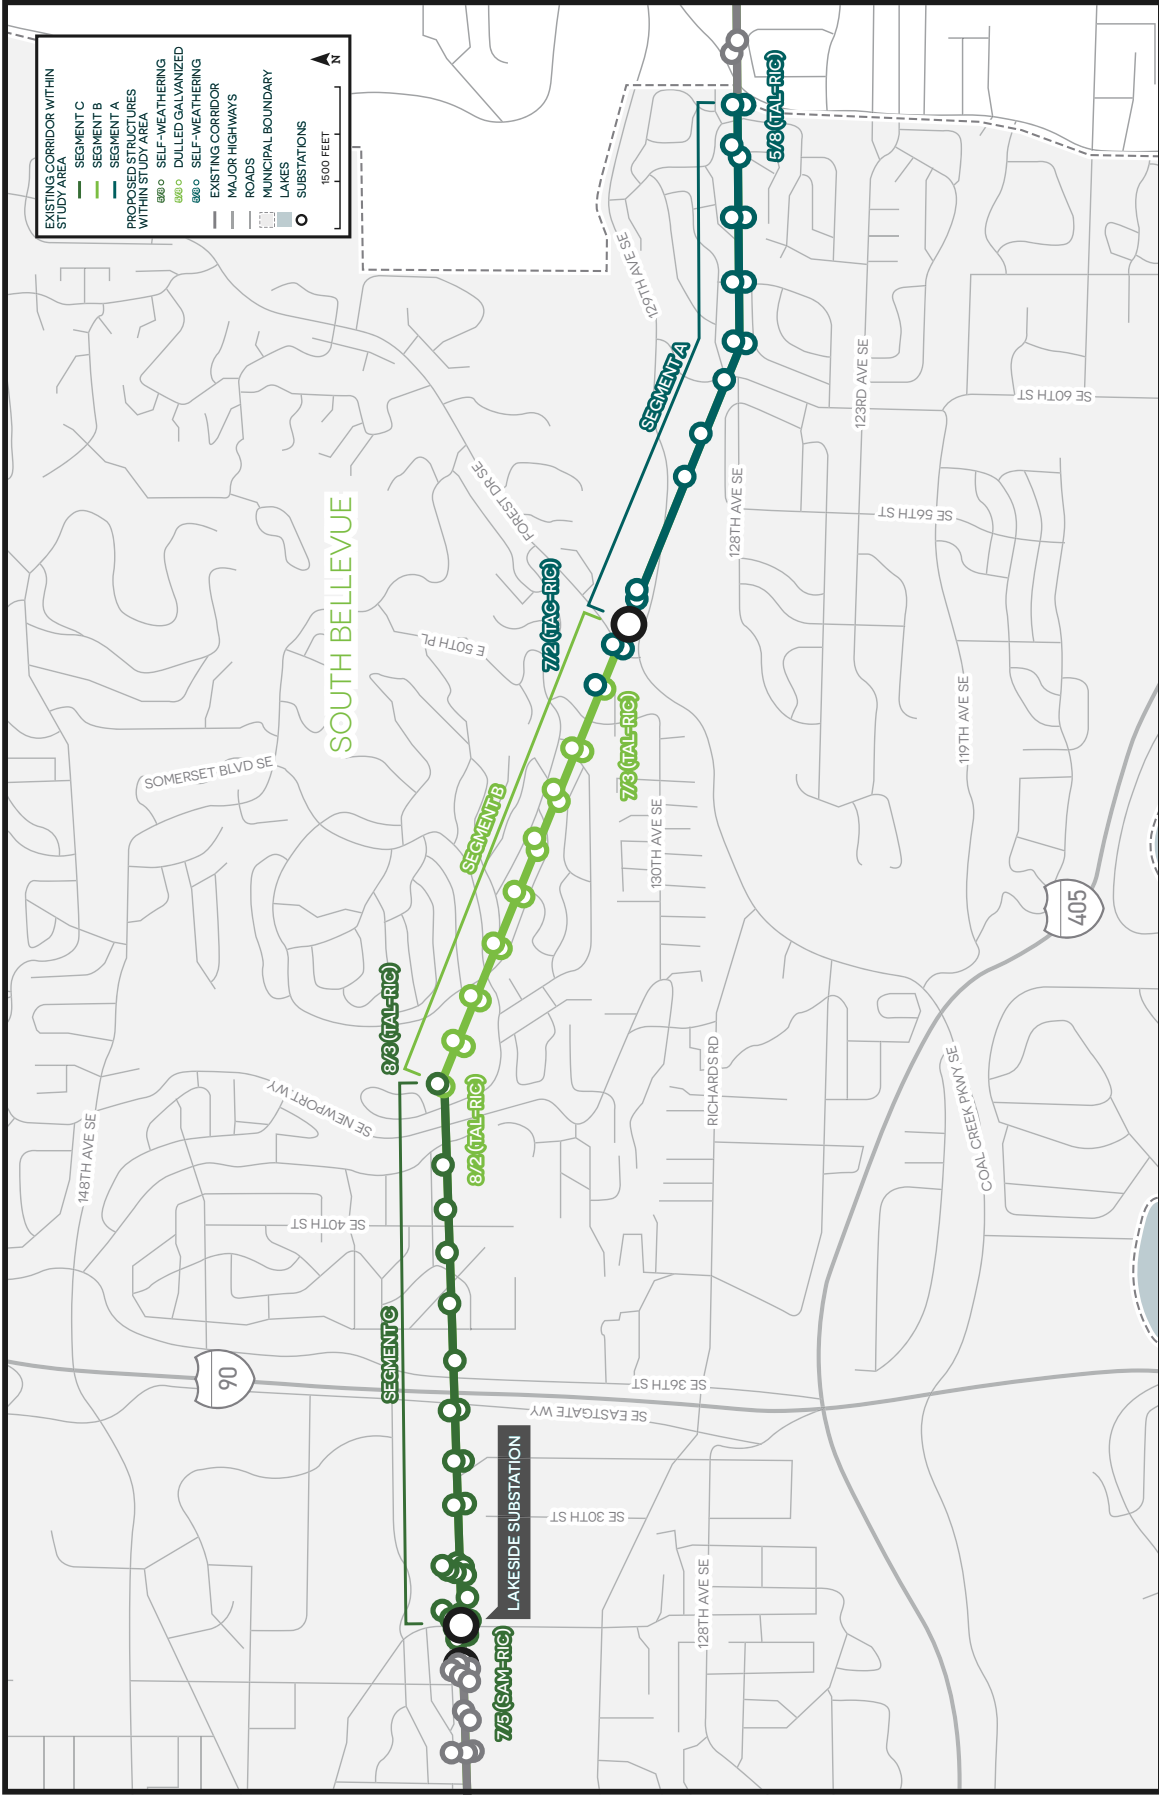 EXISTING CORRIDOR WITHIN
STUDY AREA
SEGMENT C
SEGMENT B
SEGMENT A
PROPOSED STRUCTURES
WITHIN STUDY AREA
SELF-WEATHERING
DULLED GALVANIZED
SELF-WEATHERING
EXISTING CORRIDOR
MAJOR HIGHWAYS
ROADS
MUNICIPAL BOUNDARY
LAKES
SUBSTATIONS
1500 FEET
N
5/8 (TAL-RIC)
129TH AVE SE
SEGMENT A
123RD AVE SE
SE 60TH ST
128TH AVE SE
SE 56TH ST
FOREST DR SE
SOUTH BELLEVUE
7/2 (TAC-RIC)
E 50TH PL
7/3 (TAL-RIC)
119TH AVE SE
SOMERSET BLVD SE
SEGMENT B
130TH AVE SE
405
8/3 (TAL-RIC)
8/2 (TAL-RIC)
SE NEWPORT WY
148TH AVE SE
RICHARDS RD
COAL CREEK PKWY SE
SE 40TH ST
SEGMENT C
90
SE 36TH ST
SE EASTGATE WY
LAKESIDE SUBSTATION
SE 30TH ST
128TH AVE SE
7/5 (SAM-RIC)